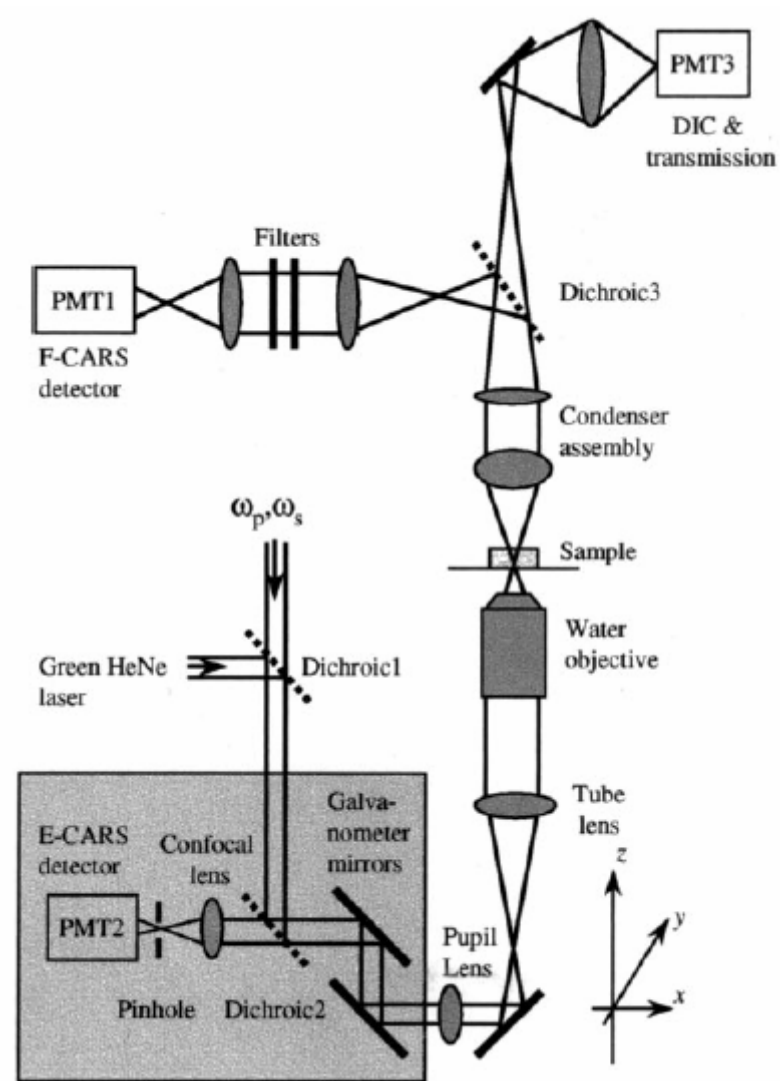 PMT3
DIC &
transmission
Filters
PMT1
F-CARS
detector
Dichroic3
Condenser
assembly
ωp,ωs
Sample
Green HeNe
laser
Dichroic1
Water
objective
Galva-
nometer
mirrors
Tube
lens
E-CARS
detector
Confocal
lens
PMT2
Pinhole
Dichroic2
Pupil
Lens
z
y
x